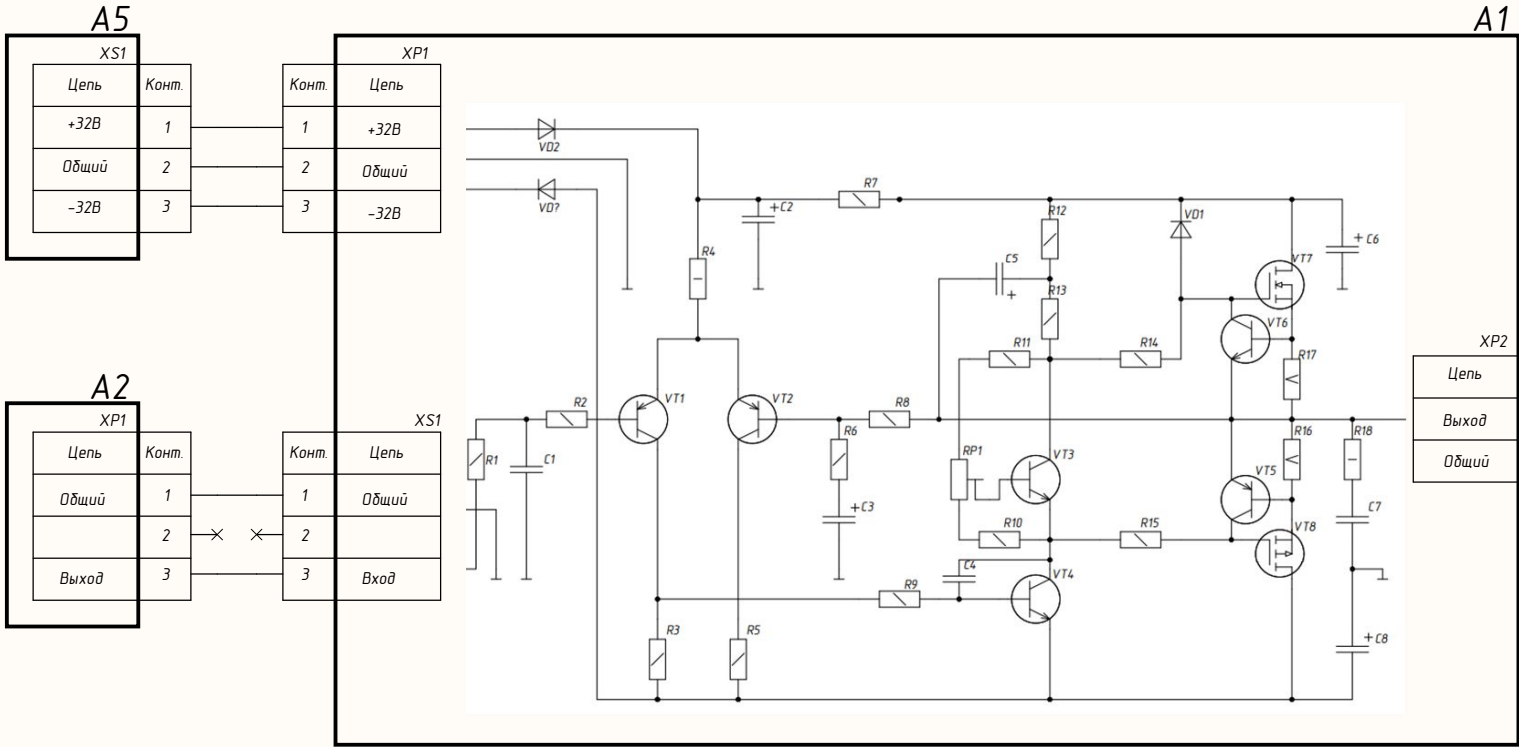 A5
A1
XS1
XP1
Цепь Конт.
Конт. Цепь
+32В 1
1 +32В
Общий 2
2 Общий
-32В 3
3 -32В
VD2
VD?
R7
+C2
R12
VD1
+C6
R4
C5
+
VT7
R13
VT6
XP2
R11
R14
R17
Цепь
Выход
Общий
A2
XP1
XS1
Цепь Конт.
Конт. Цепь
Общий 1
1 Общий
2
2
Выход 3
3 Вход
R2
VT1
VT2
R8
R6
R16
R18
R1
C1
RP1
VT3
VT5
+C3
C7
R10
R15
VT8
C4
R9
VT4
R3
R5
+C8